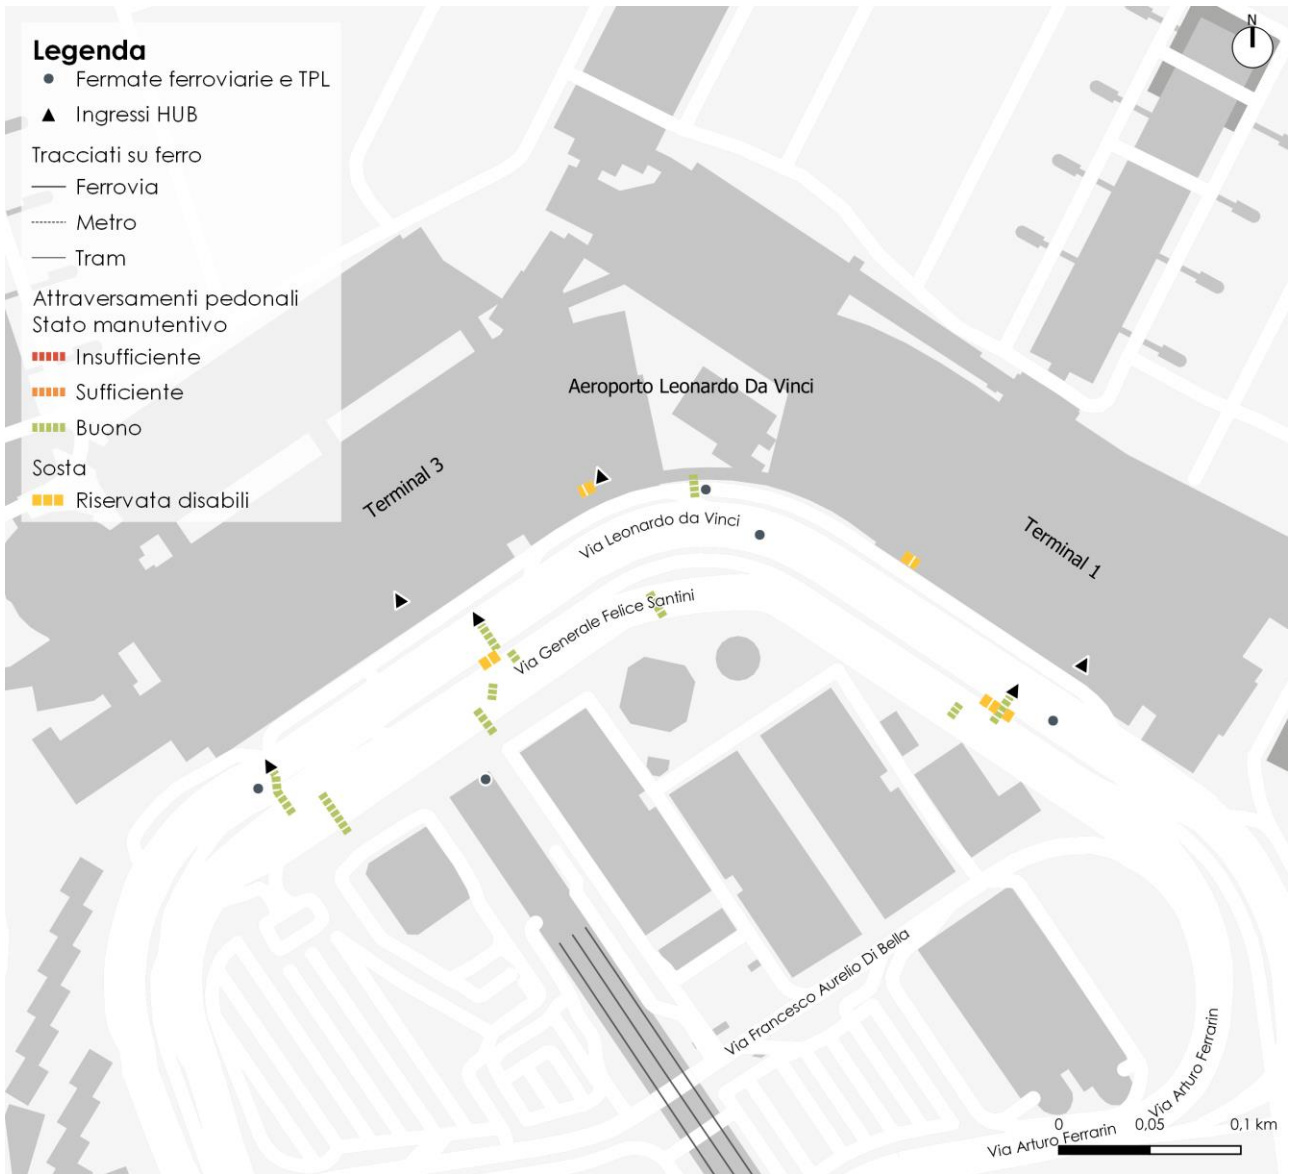 N
Legenda
Fermate ferroviarie e TPL
Ingressi HUB
Tracciati su ferro
Ferrovia
Metro
Tram
Attraversamenti pedonali
Stato manutentivo
Insufficiente
Sufficiente
Buono
Sosta
Riservata disabili
Aeroporto Leonardo Da Vinci
Terminal 3
Via Leonardo da Vinci
Terminal 1
Via Generale Felice Santini
Via Francesco Aurelio Di Bella
Via Arturo Ferrarin
Via Arturo Ferrarin
0 0,05 0,1 km